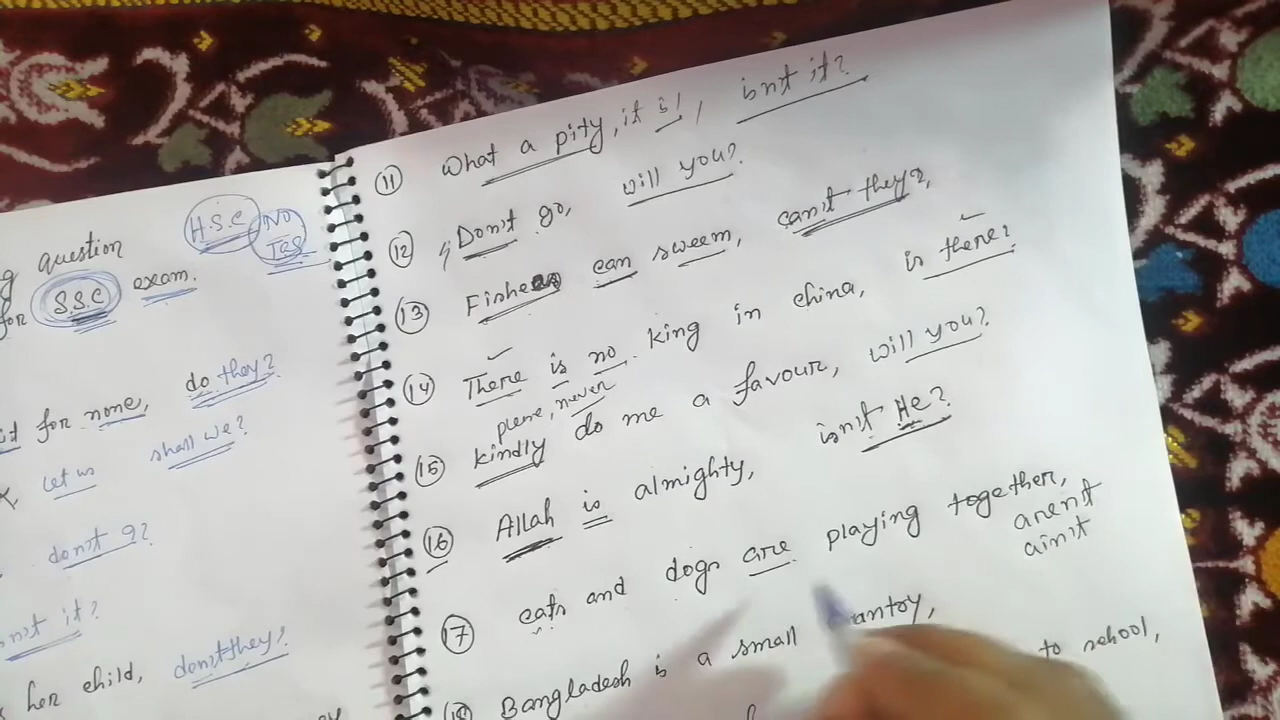 question
H.S.C
No
for S.S.C exam.
it for none, do they?
let us shall we?
don't I?
n't it?
her child, don't they?
11 What a pity, it is!, isn't it?
12 Don't go, will you?
13 Fishes can sweem, can't they?,
14 There is no king in china, is there?
never
15 kindly do me a favour, will you?
16 Allah is almighty, isn't He?
17 cats and dogs are playing together, aren't
ain't
18 Bangladesh is a small
to school,